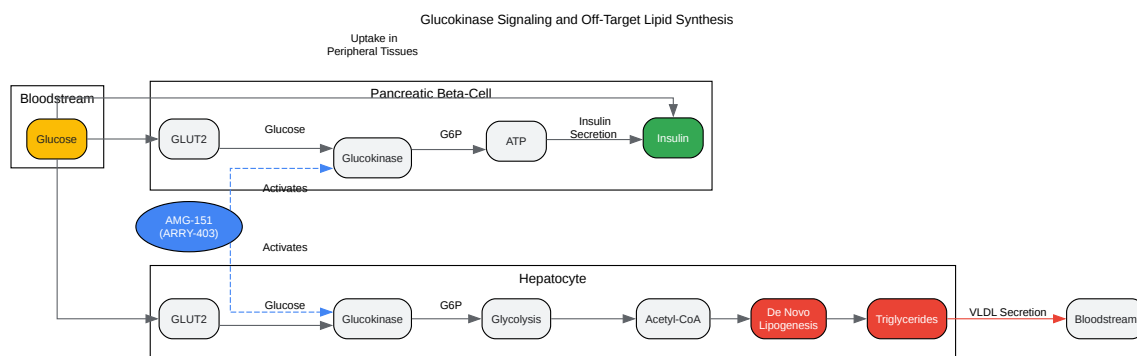 Glucokinase Signaling and Off-Target Lipid Synthesis
Uptake in
Peripheral Tissues
Bloodstream
Pancreatic Beta-Cell
Glucose
GLUT2
Glucose
Glucokinase
G6P
ATP
Insulin
Secretion
Insulin
Activates
AMG-151
(ARRY-403)
Activates
Hepatocyte
GLUT2
Glucose
Glucokinase
G6P
Glycolysis
Acetyl-CoA
De Novo
Lipogenesis
Triglycerides
VLDL Secretion
Bloodstream